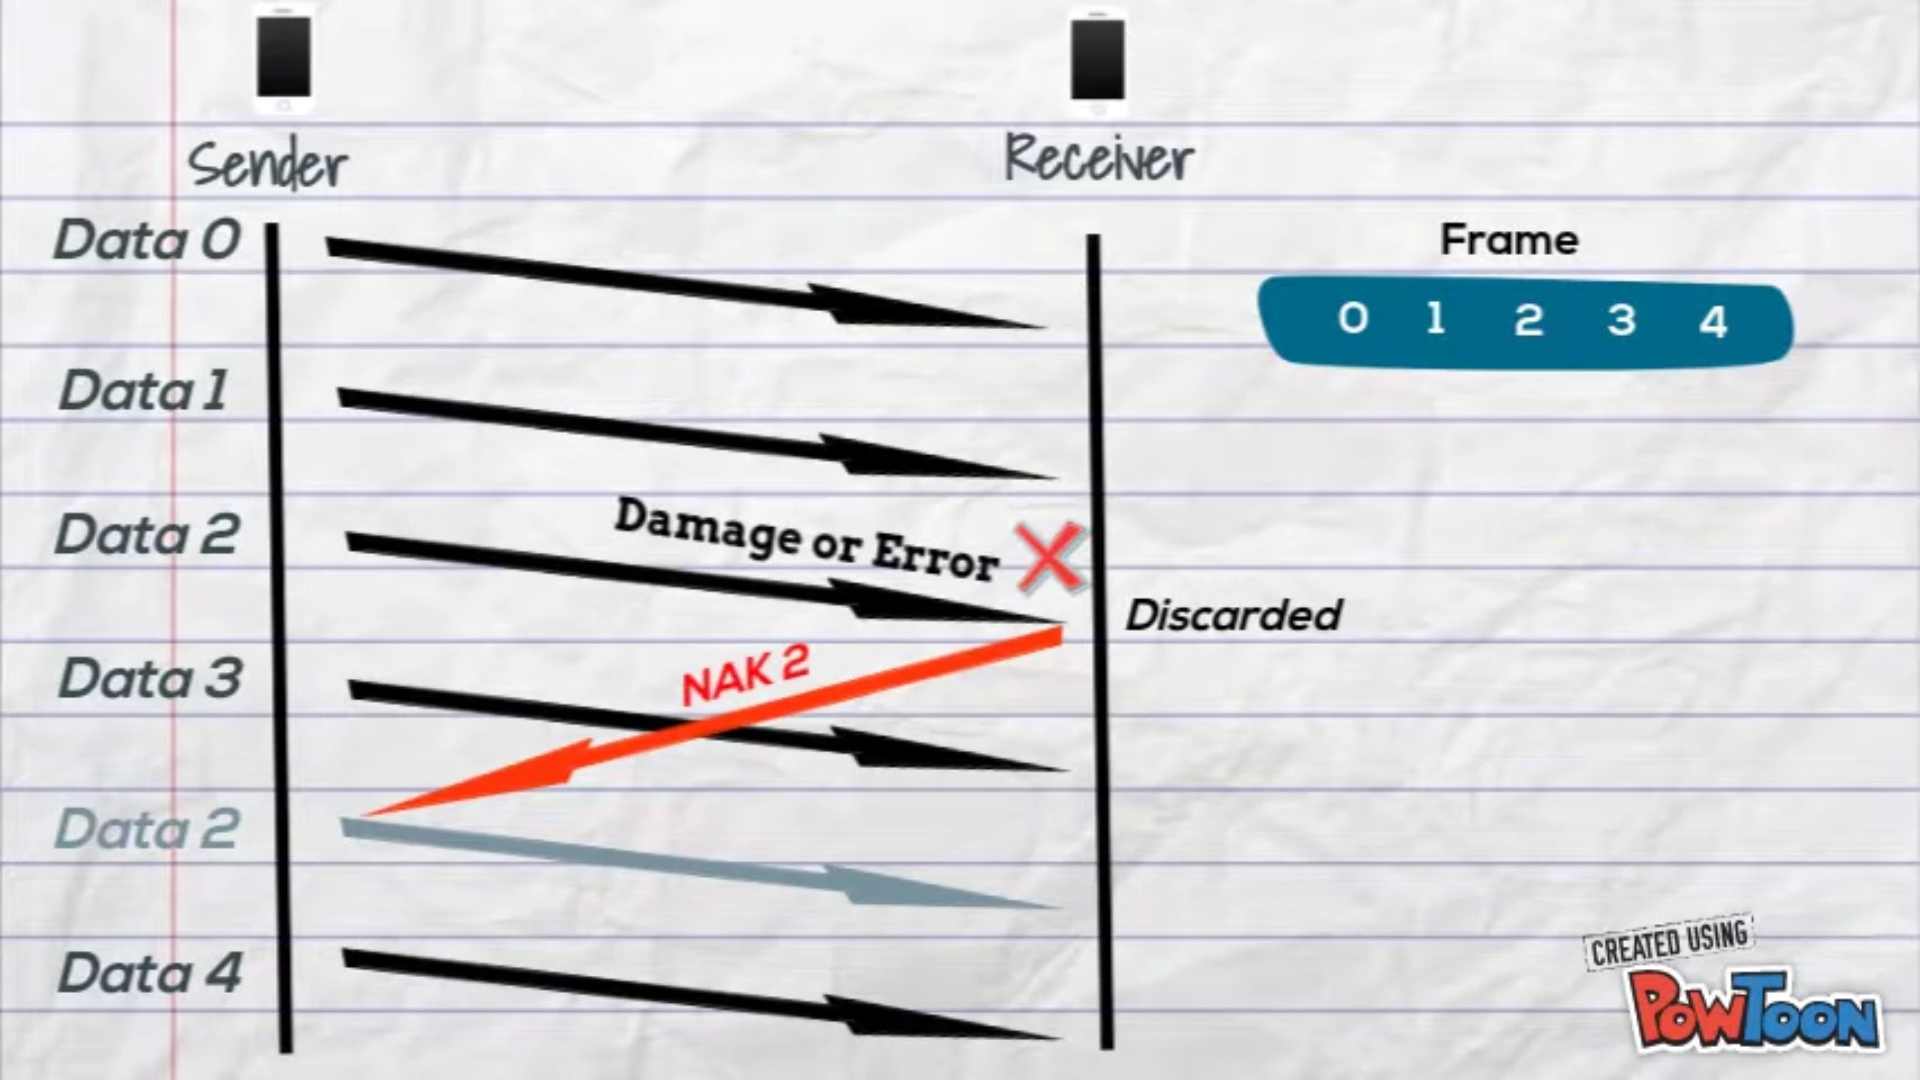 Sender
Receiver
Data 0
Frame
0 1 2 3 4
Data 1
Data 2
Damage or Error
Discarded
NAK 2
Data 3
Data 2
Data 4
CREATED USING
POWTOON